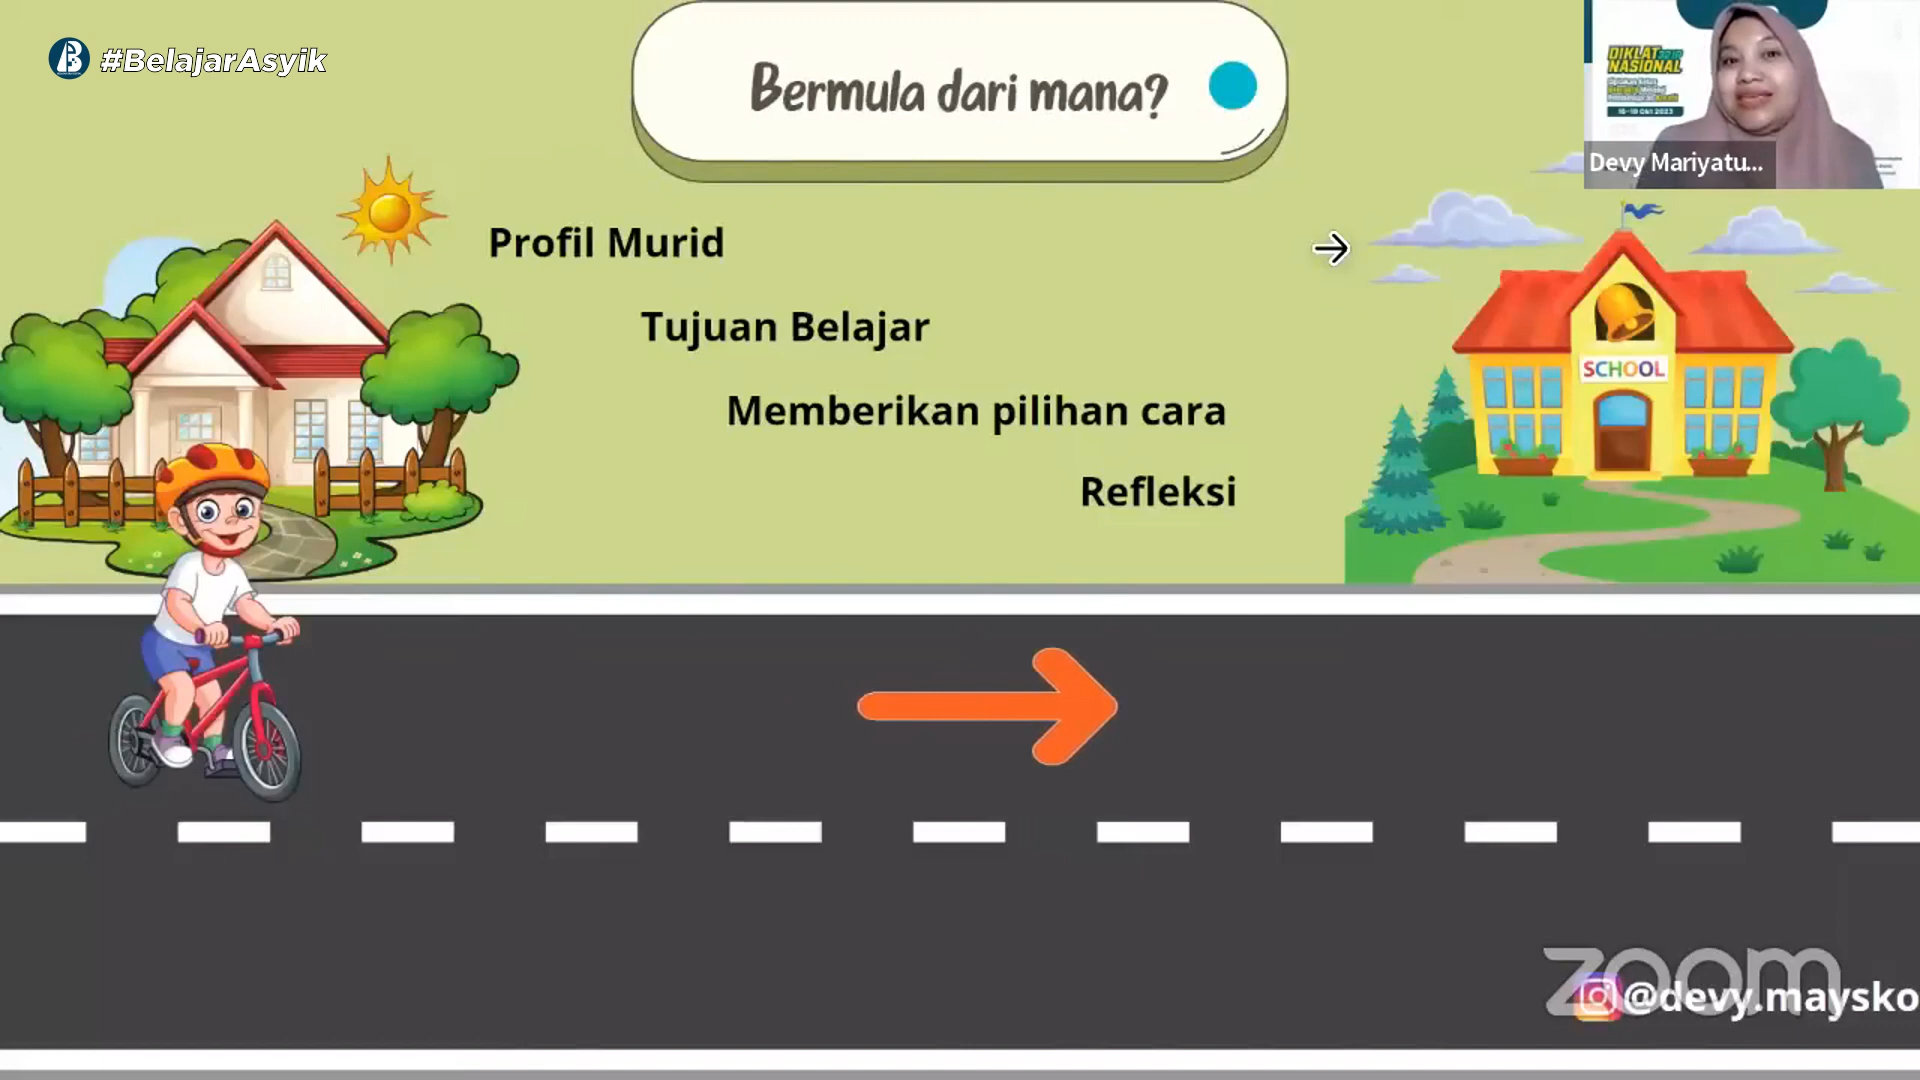 #BelajarAsyik
Bermula dari mana?
DIKLAT
NASIONAL
Devy Mariyatu...
Profil Murid
Tujuan Belajar
Memberikan pilihan cara
Refleksi
SCHOOL
zoom
@devy.maysko